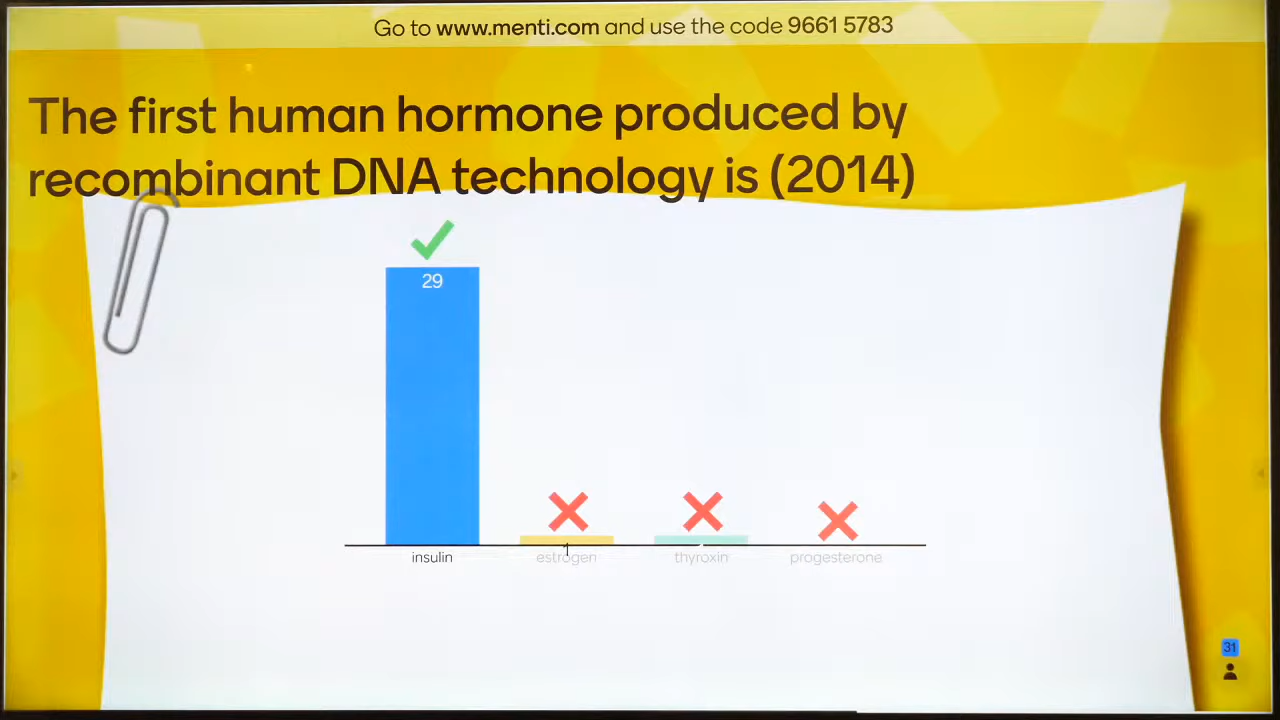 Go to www.menti.com and use the code 9661 5783
The first human hormone produced by
recombinant DNA technology is (2014)
29
insulin
estrogen
thyroxin
progesterone
31